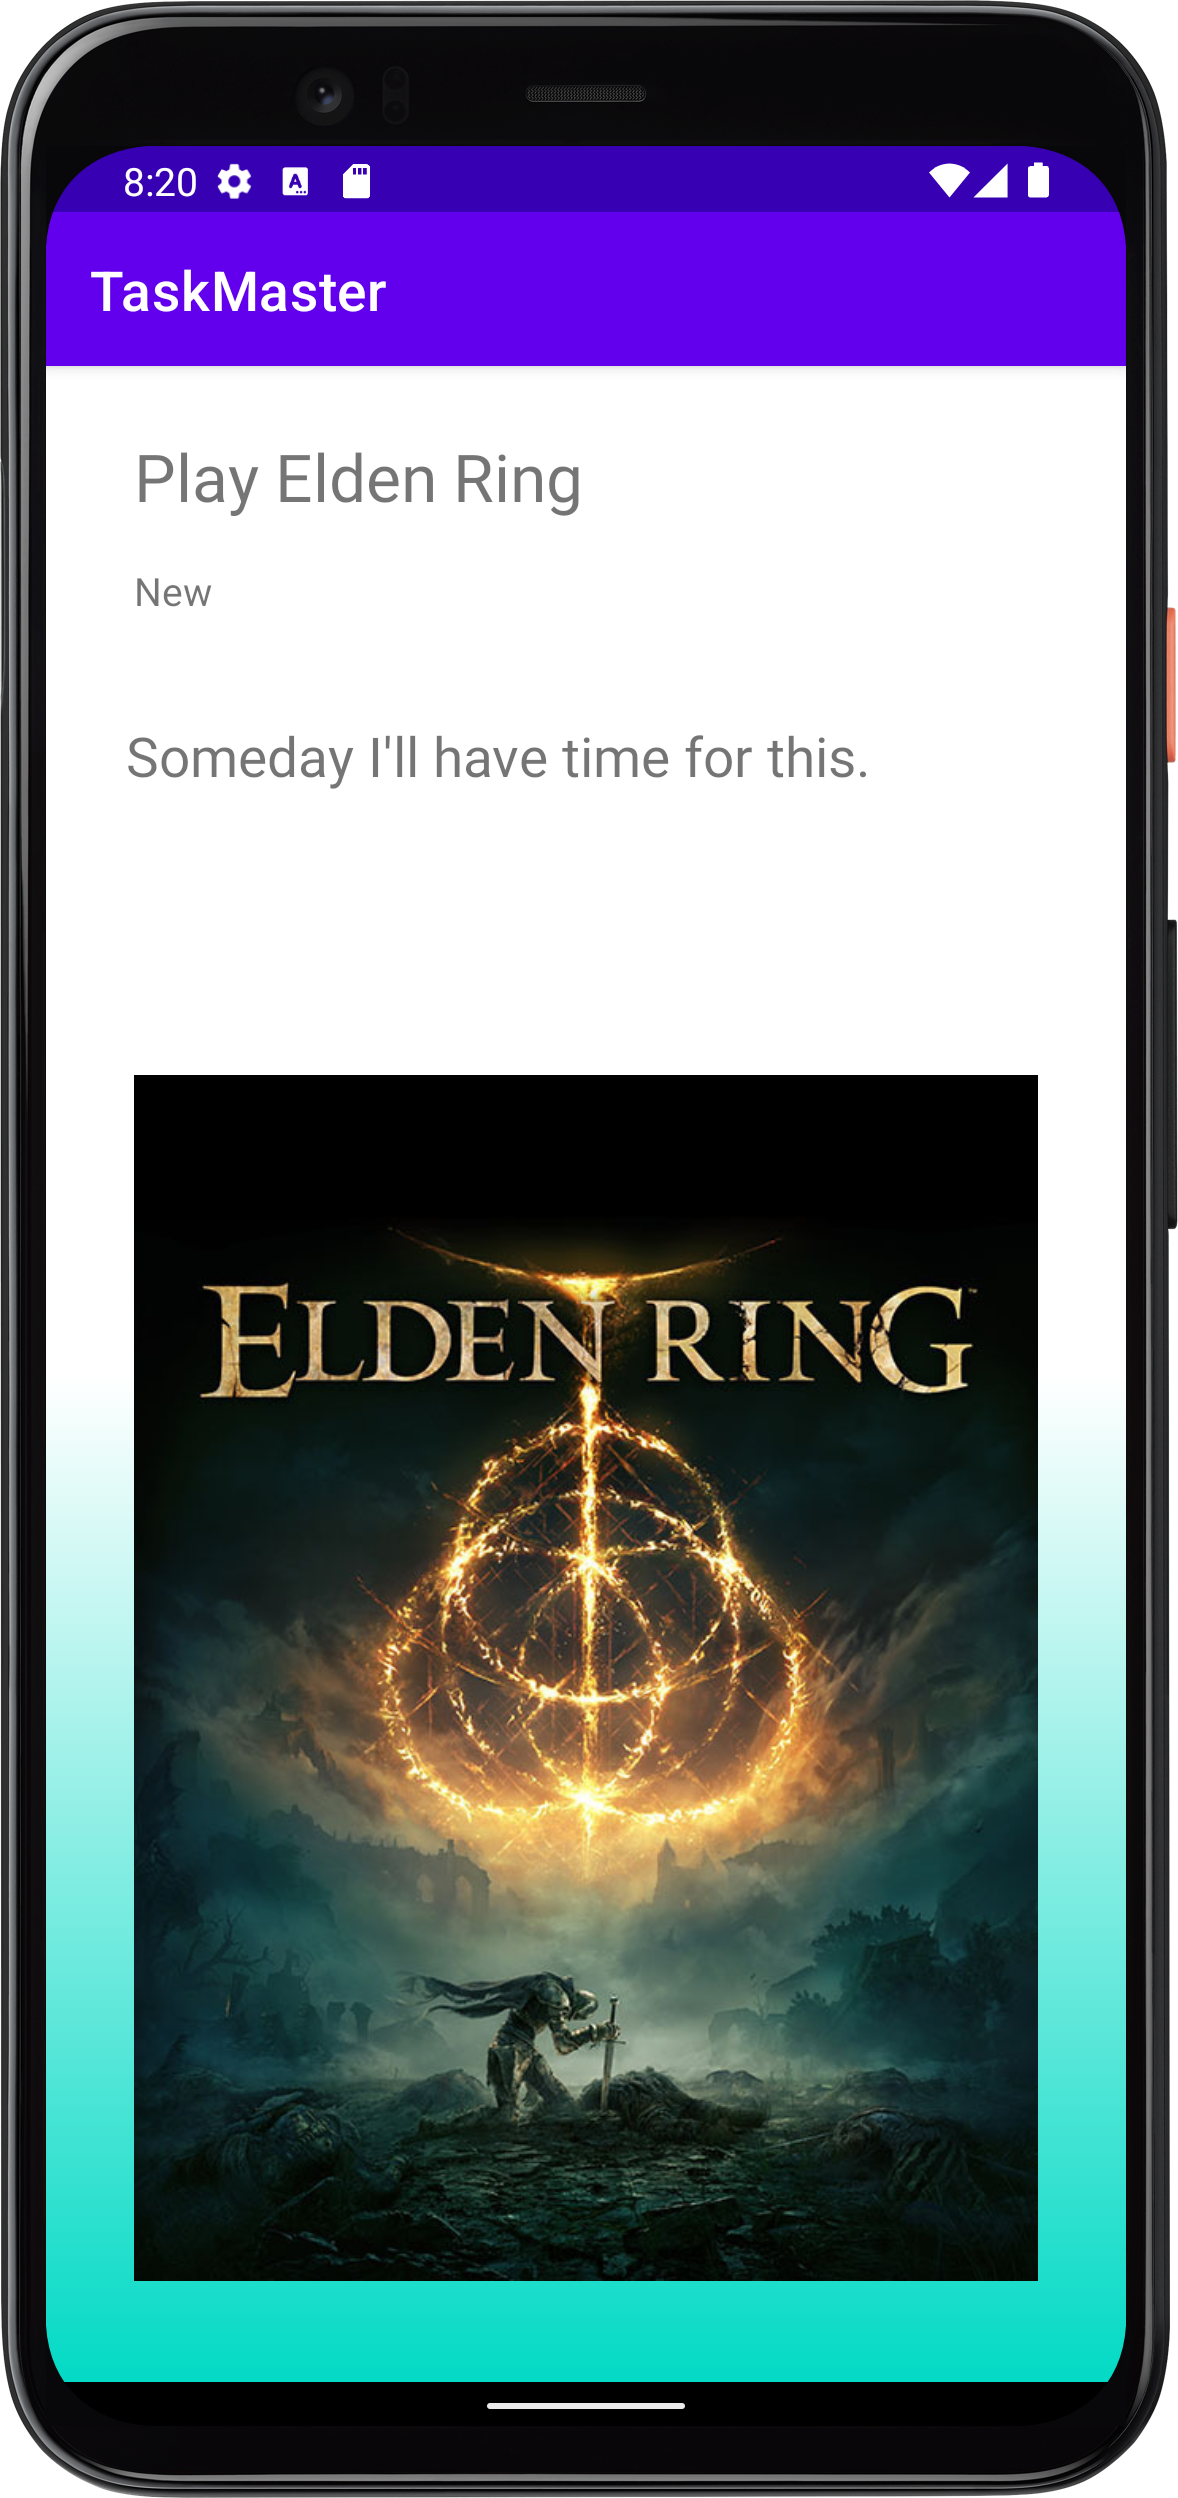 8:20
TaskMaster
Play Elden Ring
New
Someday I'll have time for this.
ELDEN RING